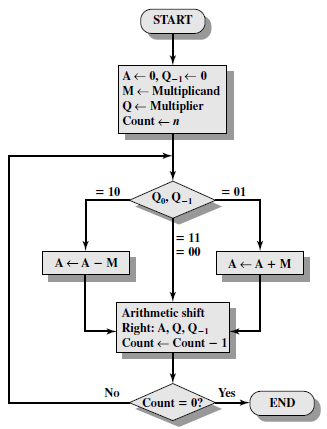 START
A ← 0, Q₋₁ ← 0
M ← Multiplicand
Q ← Multiplier
Count ← n
= 10
Q₀, Q₋₁
= 01
= 11
= 00
A ← A − M
A ← A + M
Arithmetic shift
Right: A, Q, Q₋₁
Count ← Count − 1
No
Count = 0?
Yes
END